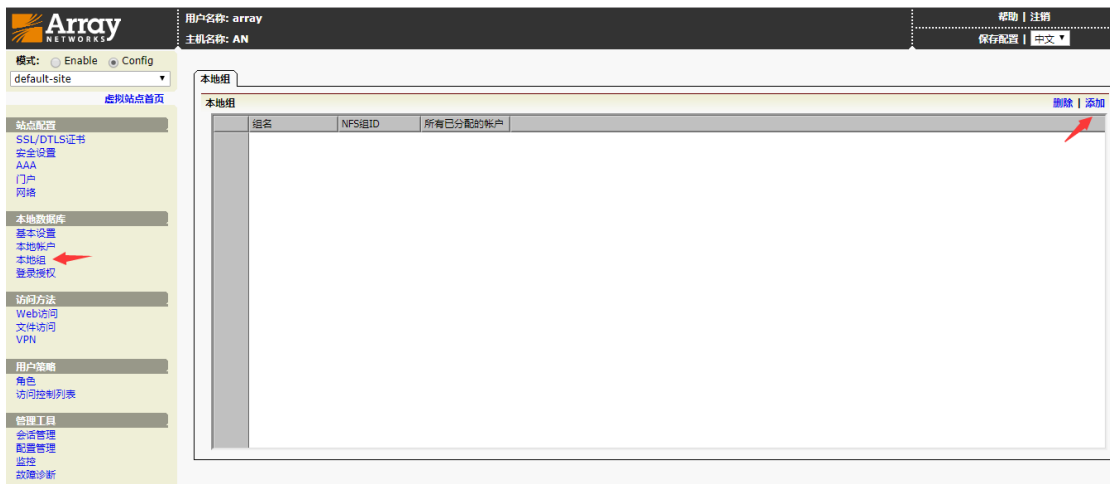 Array
NETWORKS
用户名称: array
主机名称: AN
帮助 | 注销
保存配置 | 中文
模式: Enable Config
default-site
虚拟站点首页
站点配置
SSL/DTLS证书
安全设置
AAA
门户
网络
本地数据库
基本设置
本地帐户
本地组
登录授权
访问方法
Web访问
文件访问
VPN
用户策略
角色
访问控制列表
管理工具
会话管理
配置管理
监控
故障诊断
本地组
本地组
删除 | 添加
组名 NFS组ID 所有已分配的帐户